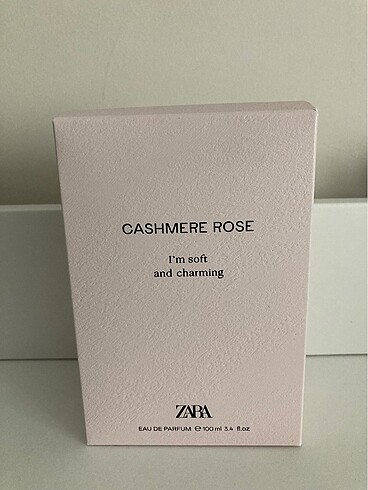 CASHMERE ROSE
I'm soft
and charming
ZARA
EAU DE PARFUM ℮ 100 ml 3.4 fl.oz